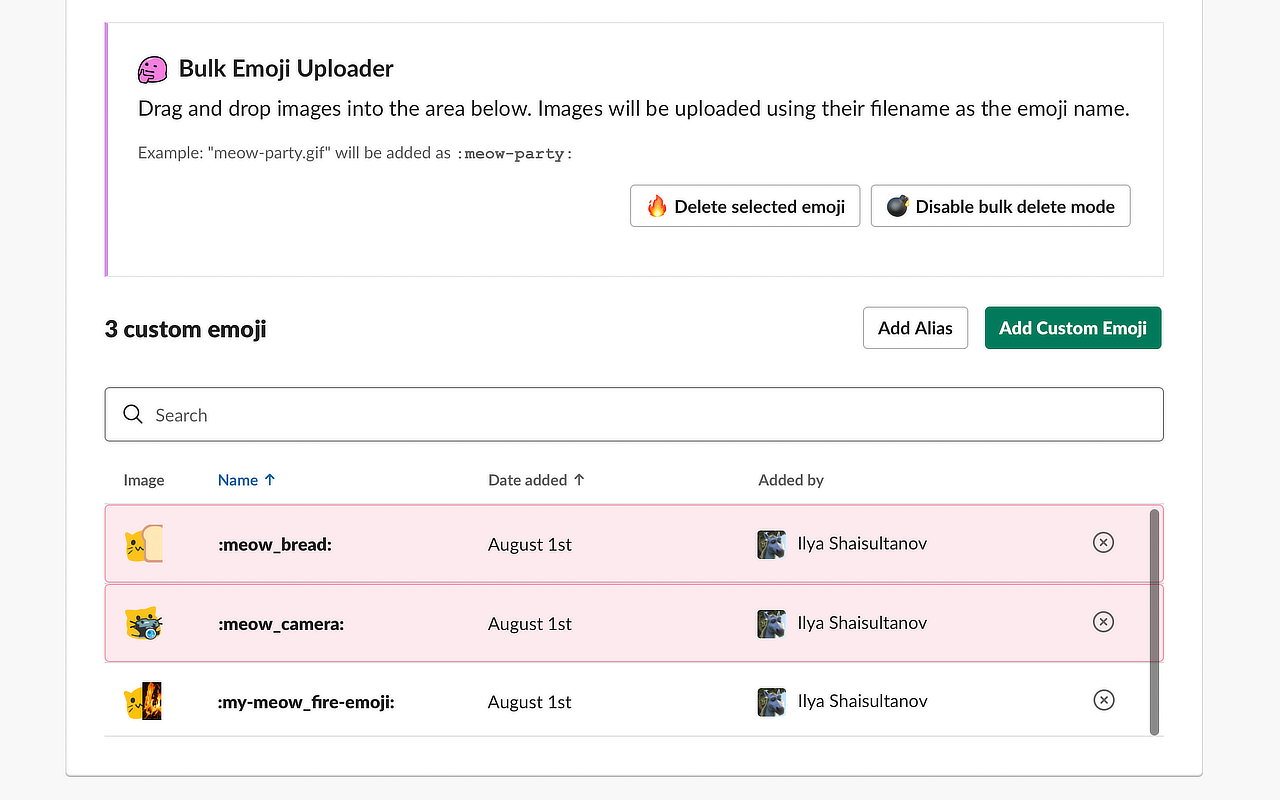 Bulk Emoji Uploader
Drag and drop images into the area below. Images will be uploaded using their filename as the emoji name.
Example: "meow-party.gif" will be added as :meow-party:
Delete selected emoji
Disable bulk delete mode
3 custom emoji
Add Alias
Add Custom Emoji
Search
Image Name ↑ Date added ↑ Added by
:meow_bread: August 1st Ilya Shaisultanov
:meow_camera: August 1st Ilya Shaisultanov
:my-meow_fire-emoji: August 1st Ilya Shaisultanov